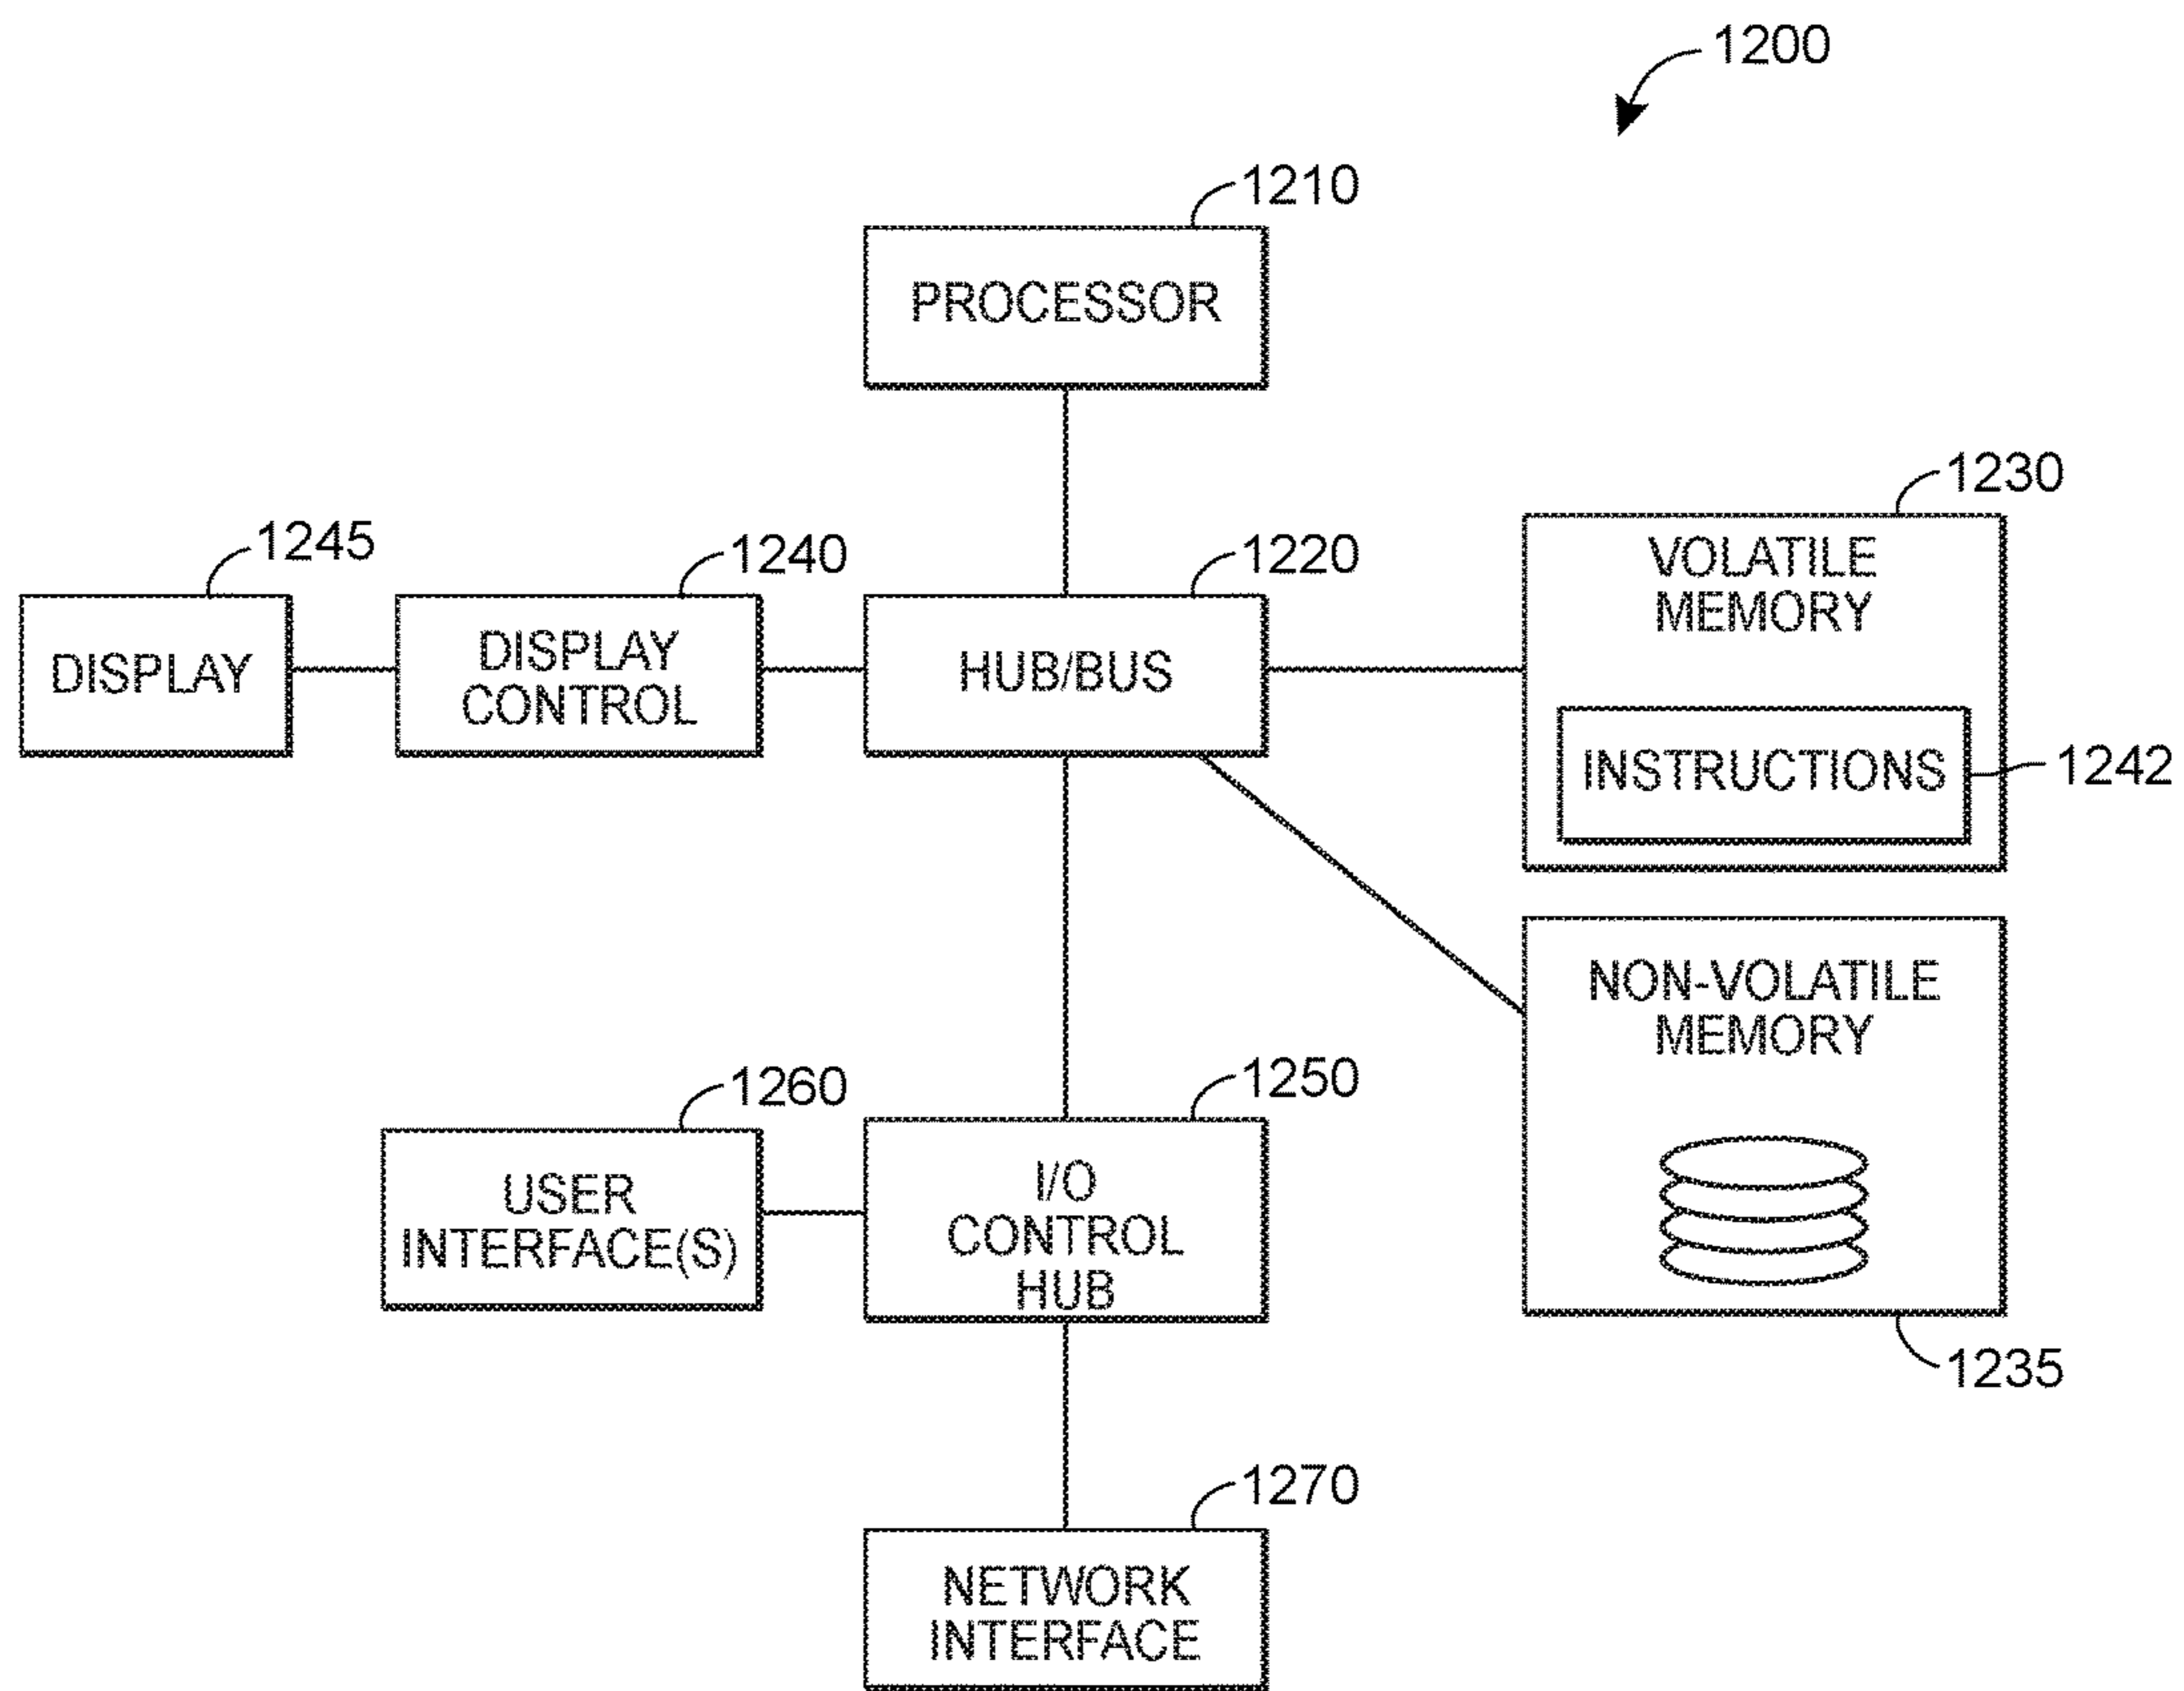 1200
1210
PROCESSOR
1230
VOLATILE
MEMORY
1245
1240
1220
DISPLAY
DISPLAY
CONTROL
HUB/BUS
INSTRUCTIONS
1242
NON-VOLATILE
MEMORY
1260
1250
USER
INTERFACE(S)
I/O
CONTROL
HUB
1235
1270
NETWORK
INTERFACE